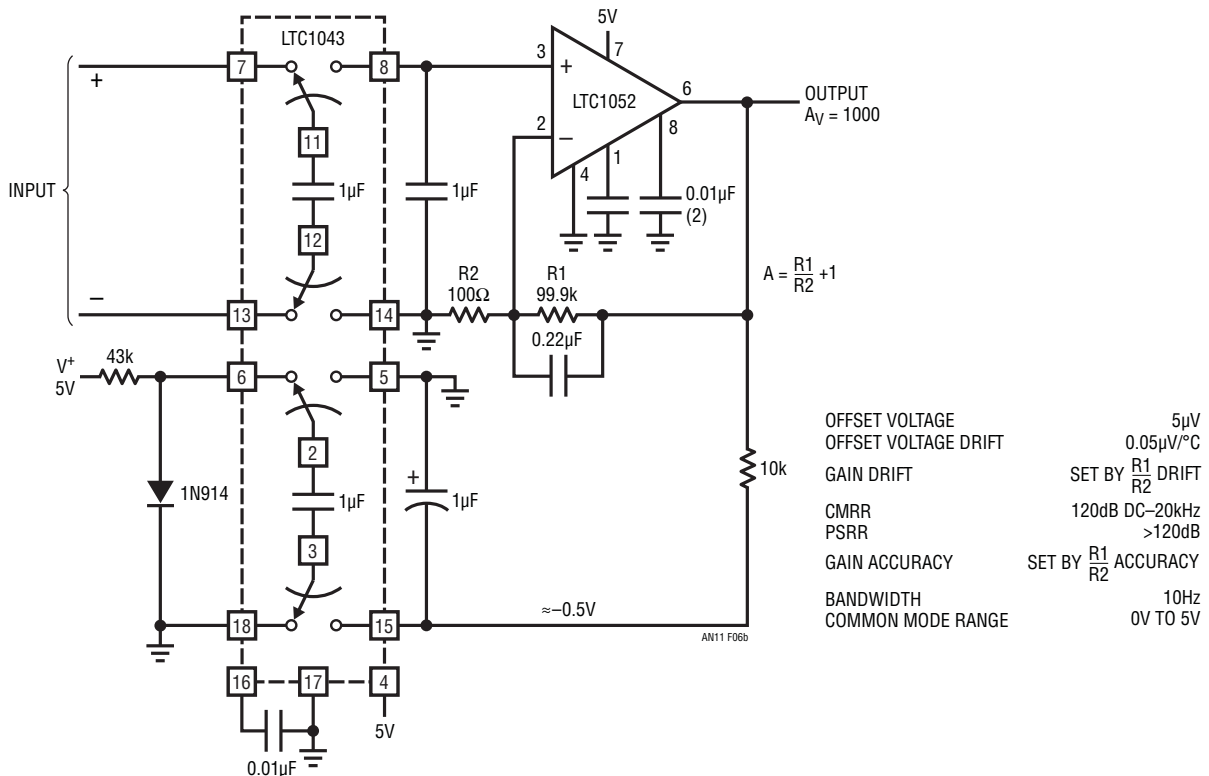 LTC1043
7
8
+
11
1µF
12
INPUT
–
13
14
1µF
5V
3
7
+
LTC1052
6
2
–
8
4
1
0.01µF
(2)
OUTPUT
AV = 1000
R2
100Ω
R1
99.9k
0.22µF
A = R1/R2 +1
V+
5V
43k
6
5
2
1µF
3
+
1µF
1N914
18
15
≈–0.5V
10k
AN11 F06b
16
17
4
5V
0.01µF
OFFSET VOLTAGE 5µV
OFFSET VOLTAGE DRIFT 0.05µV/°C
GAIN DRIFT SET BY R1/R2 DRIFT
CMRR 120dB DC–20kHz
PSRR >120dB
GAIN ACCURACY SET BY R1/R2 ACCURACY
BANDWIDTH 10Hz
COMMON MODE RANGE 0V TO 5V